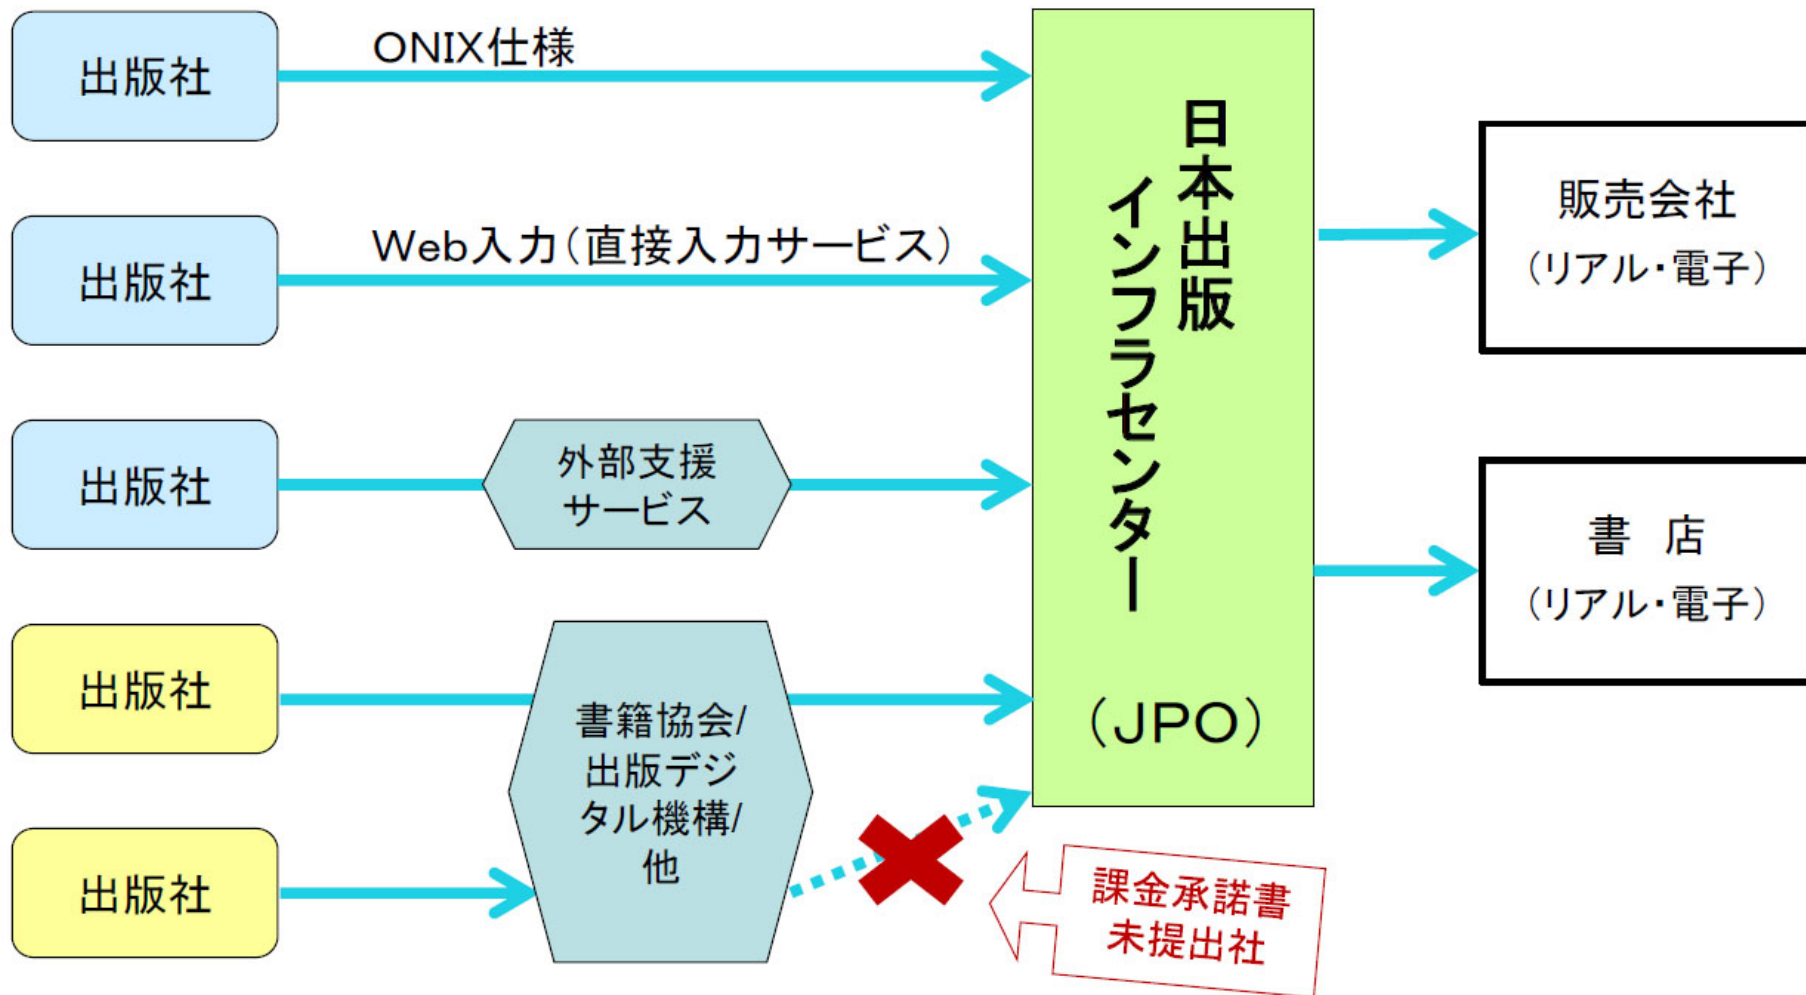 出版社
ONIX仕様
出版社
Web入力(直接入力サービス)
出版社
外部支援
サービス
出版社
出版社
書籍協会/
出版デジ
タル機構/
他
日本出版
インフラセンター
(JPO)
課金承諾書
未提出社
販売会社
(リアル・電子)
書 店
(リアル・電子)